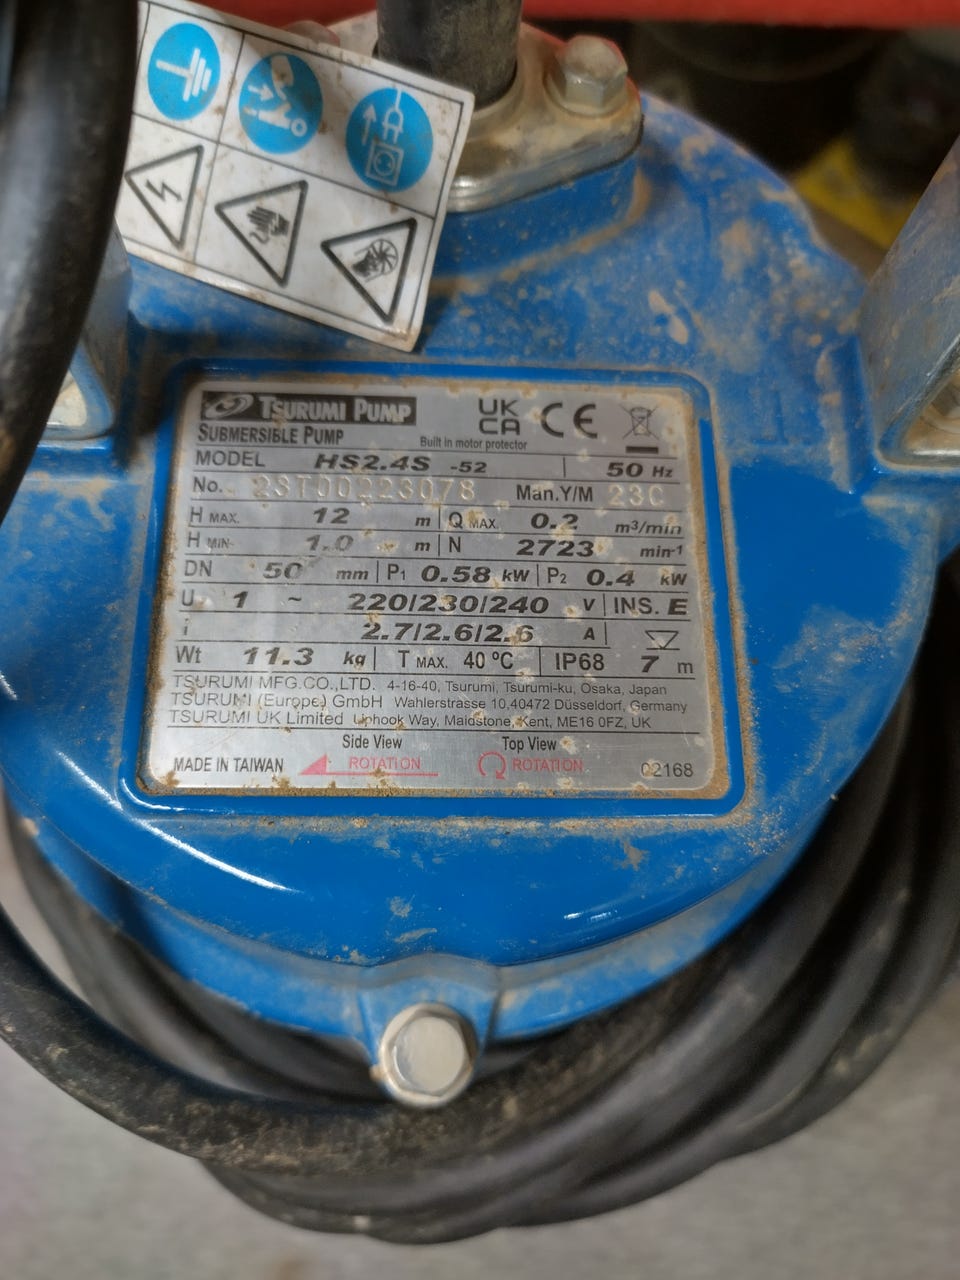 TSURUMI PUMP
UK CA CE
SUBMERSIBLE PUMP Built in motor protector
MODEL HS2.4S -52 50 Hz
No. 23T00223078 Man.Y/M 23C
H MAX. 12 m Q MAX. 0.2 m³/min
H MIN. 1.0 m N 2723 min-1
DN 50 mm P1 0.58 kW P2 0.4 kW
U 1 ~ 220/230/240 V INS. E
I 2.7/2.6/2.6 A
Wt 11.3 kg T MAX. 40 ºC IP68 7 m
TSURUMI MFG.CO.,LTD. 4-16-40, Tsurumi, Tsurumi-ku, Osaka, Japan
TSURUMI (Europe) GmbH Wahlerstrasse 10,40472 Düsseldorf, Germany
TSURUMI UK Limited Uphook Way, Maidstone, Kent, ME16 0FZ, UK
Side View Top View
MADE IN TAIWAN ROTATION ROTATION 02168